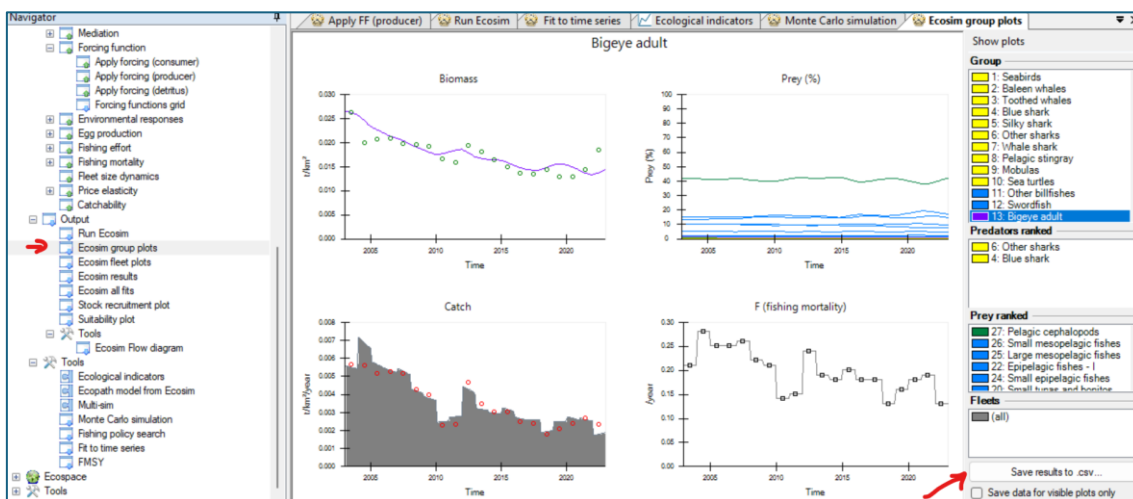 Navigator
Mediation
Forcing function
Apply forcing (consumer)
Apply forcing (producer)
Apply forcing (detritus)
Forcing functions grid
Environmental responses
Egg production
Fishing effort
Fishing mortality
Fleet size dynamics
Price elasticity
Catchability
Output
Run Ecosim
Ecosim group plots
Ecosim fleet plots
Ecosim results
Ecosim all fits
Stock recruitment plot
Suitability plot
Tools
Ecosim Flow diagram
Tools
Ecological indicators
Ecopath model from Ecosim
Multi-sim
Monte Carlo simulation
Fishing policy search
Fit to time series
FMSY
Ecospace
Tools
Apply FF (producer) Run Ecosim Fit to time series Ecological indicators Monte Carlo simulation Ecosim group plots
Bigeye adult
Biomass
0.030
0.025
0.020
0.015
0.010
0.005
0.000
t/km²
2005 2010 2015 2020
Time
Prey (%)
100
90
80
70
60
50
40
30
20
10
0
Prey (%)
2005 2010 2015 2020
Time
Catch
0.008
0.007
0.006
0.005
0.004
0.003
0.002
0.001
0.000
t/km²/year
2005 2010 2015 2020
Time
F (fishing mortality)
0.30
0.25
0.20
0.15
0.10
0.05
0.00
/year
2005 2010 2015 2020
Time
Show plots
Group
1: Seabirds
2: Baleen whales
3: Toothed whales
4: Blue shark
5: Silky shark
6: Other sharks
7: Whale shark
8: Pelagic stingray
9: Mobulas
10: Sea turtles
11: Other billfishes
12: Swordfish
13: Bigeye adult
Predators ranked
6: Other sharks
4: Blue shark
Prey ranked
27: Pelagic cephalopods
26: Small mesopelagic fishes
25: Large mesopelagic fishes
22: Epipelagic fishes - I
24: Small epipelagic fishes
20: Small tunas and bonitos
Fleets
(all)
Save results to .csv...
Save data for visible plots only